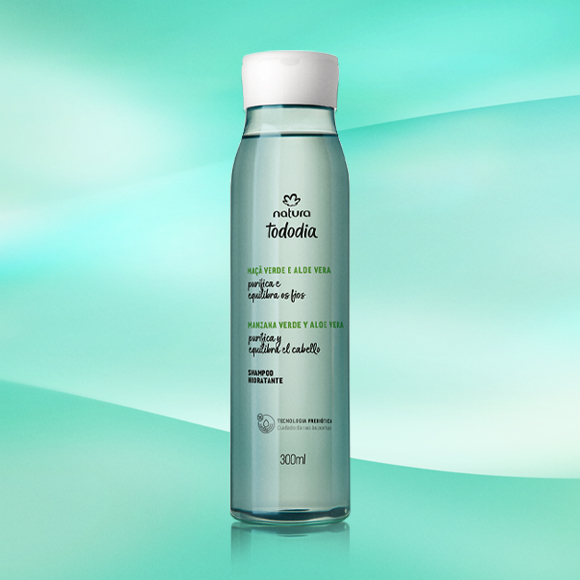 natura
tododia
MAÇÃ VERDE E ALOE VERA
purifica e
equilibra os fios
MANZANA VERDE Y ALOE VERA
purifica y
equilibra el cabello
SHAMPOO
HIDRATANTE
TECNOLOGIA PREBIÓTICA
300ml